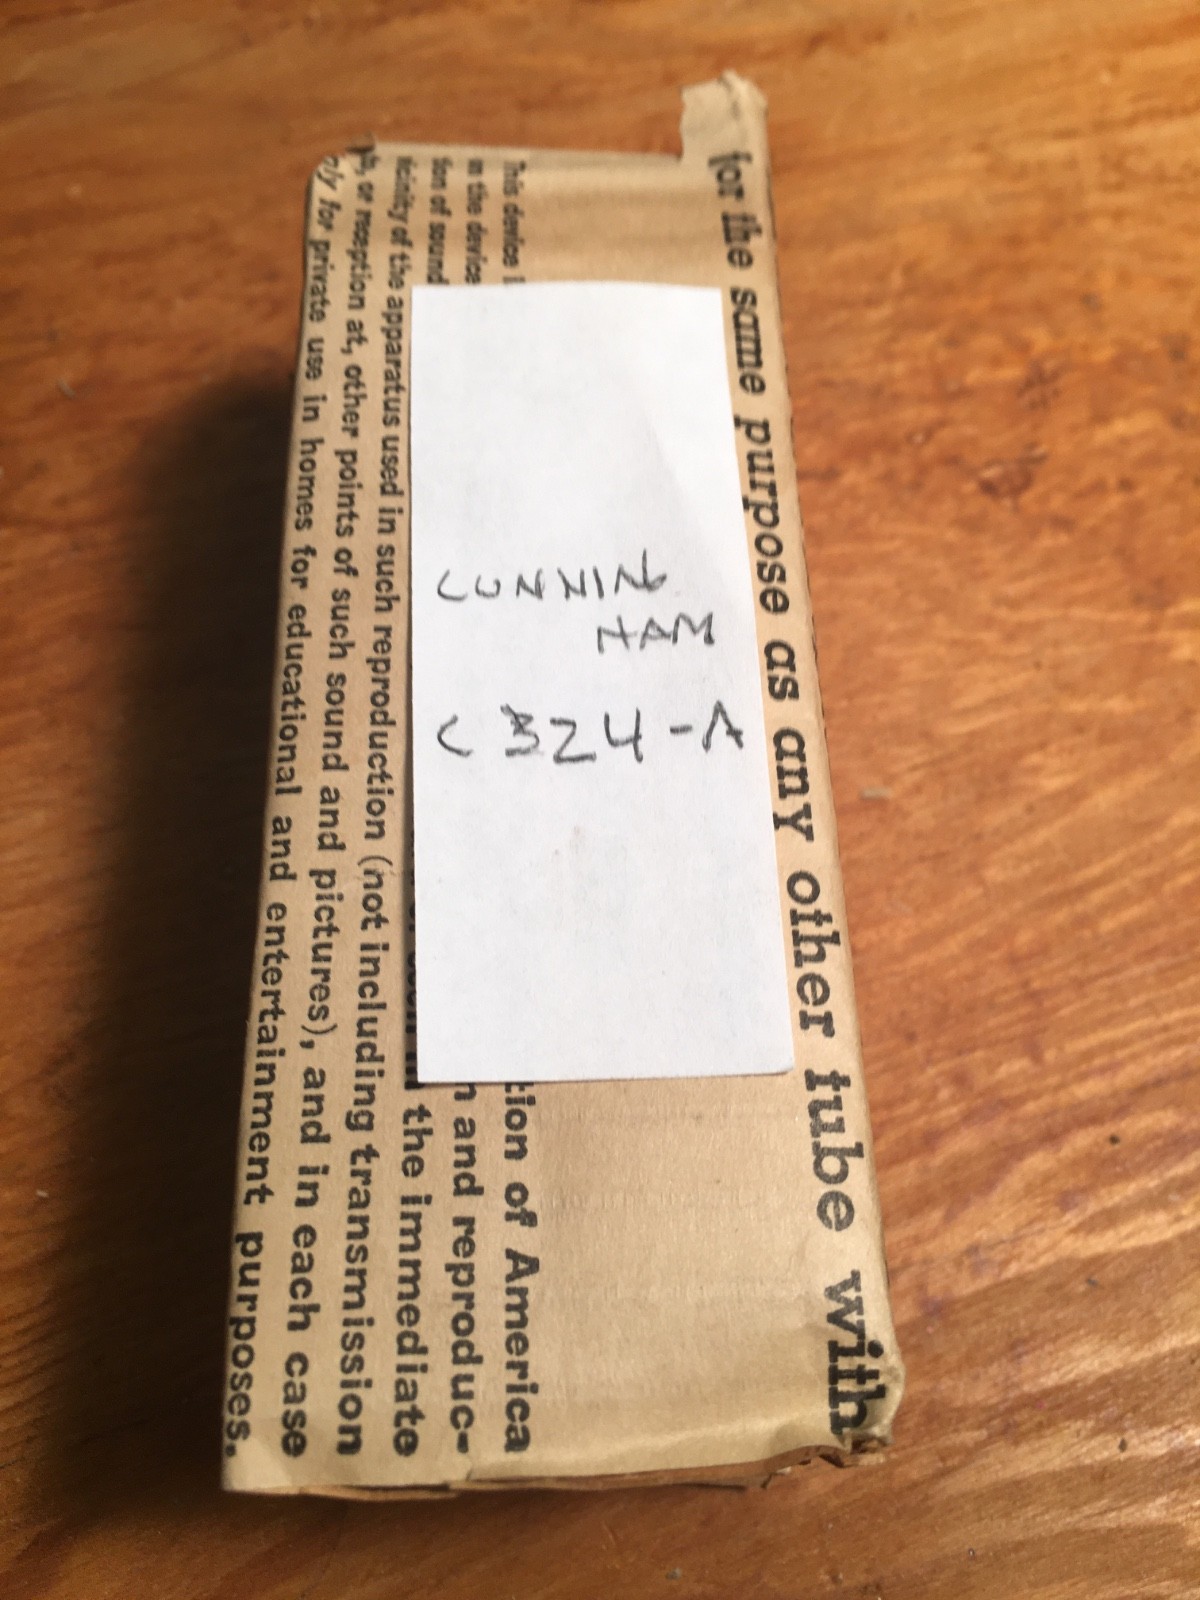 CUNNING
HAM
C324-A
for the same purpose as any other tube with
This device tion of America
in the device and reproduc-
tion of sound the immediate
vicinity of the apparatus used in such reproduction (not including transmission
or reception at, other points of such sound and pictures), and in each case
only for private use in homes for educational and entertainment purposes.